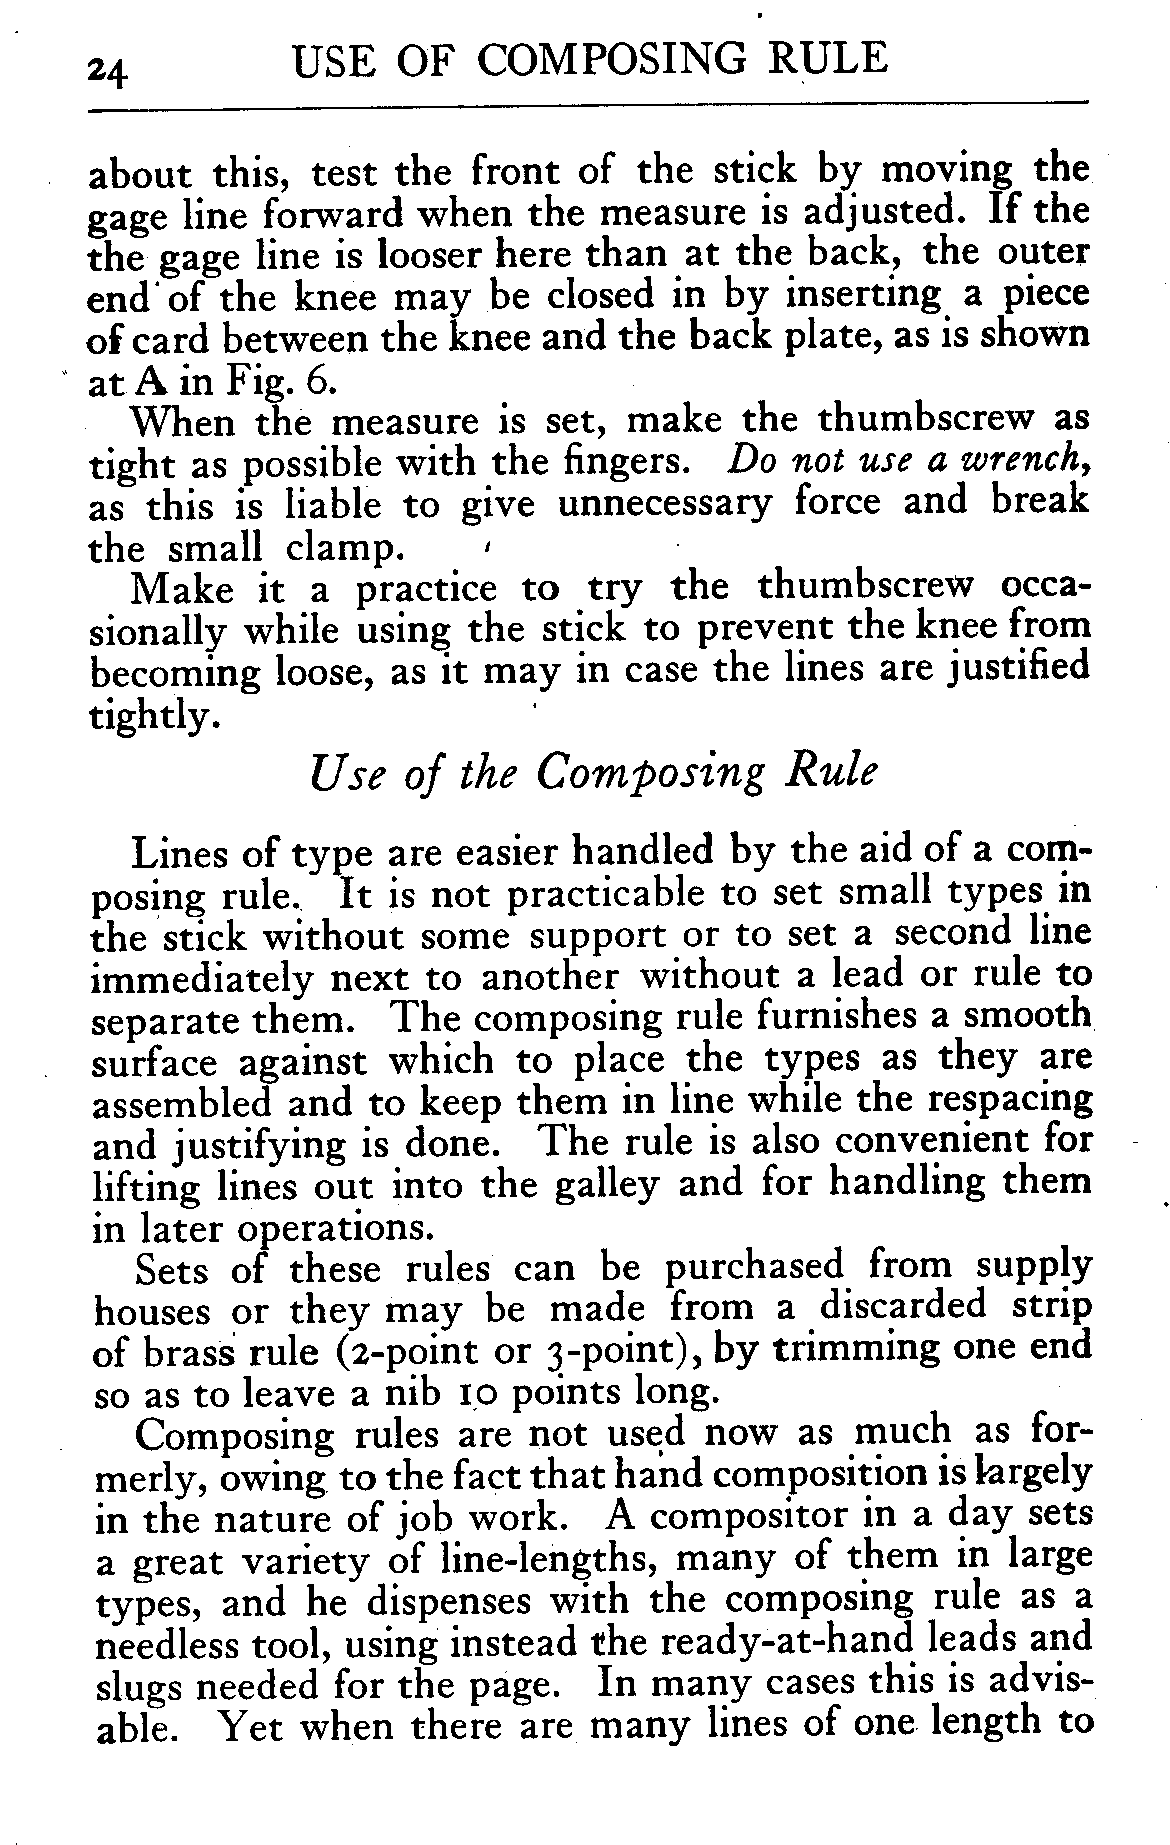 24 USE OF COMPOSING RULE
about this, test the front of the stick by moving the
gage line forward when the measure is adjusted. If the
the gage line is looser here than at the back, the outer
end of the knee may be closed in by inserting a piece
of card between the knee and the back plate, as is shown
at A in Fig. 6.
When the measure is set, make the thumbscrew as
tight as possible with the fingers. Do not use a wrench,
as this is liable to give unnecessary force and break
the small clamp.
Make it a practice to try the thumbscrew occa-
sionally while using the stick to prevent the knee from
becoming loose, as it may in case the lines are justified
tightly.
Use of the Composing Rule
Lines of type are easier handled by the aid of a com-
posing rule. It is not practicable to set small types in
the stick without some support or to set a second line
immediately next to another without a lead or rule to
separate them. The composing rule furnishes a smooth
surface against which to place the types as they are
assembled and to keep them in line while the respacing
and justifying is done. The rule is also convenient for
lifting lines out into the galley and for handling them
in later operations.
Sets of these rules can be purchased from supply
houses or they may be made from a discarded strip
of brass rule (2-point or 3-point), by trimming one end
so as to leave a nib 10 points long.
Composing rules are not used now as much as for-
merly, owing to the fact that hand composition is largely
in the nature of job work. A compositor in a day sets
a great variety of line-lengths, many of them in large
types, and he dispenses with the composing rule as a
needless tool, using instead the ready-at-hand leads and
slugs needed for the page. In many cases this is advis-
able. Yet when there are many lines of one length to